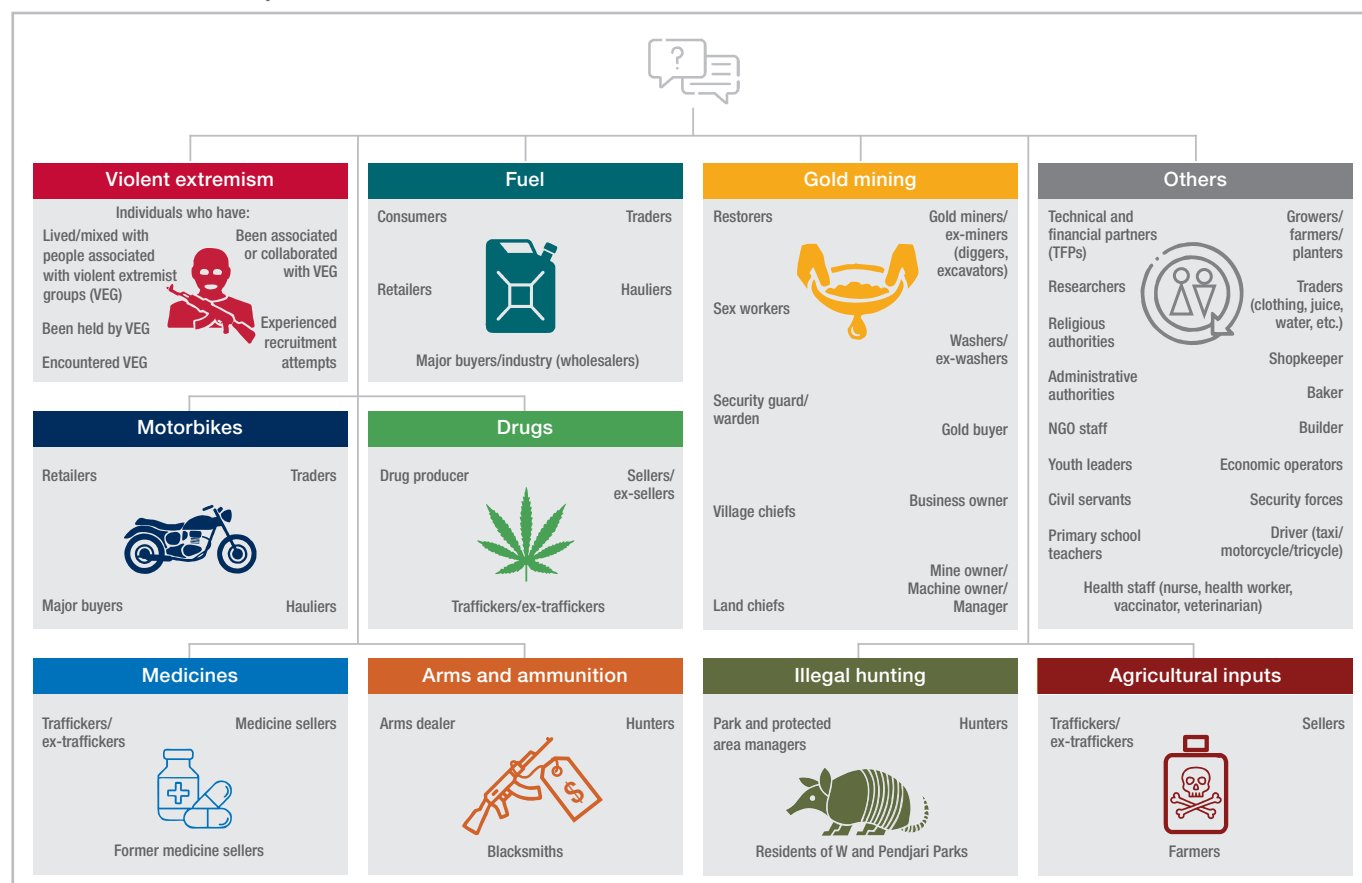 ?
Violent extremism
Individuals who have:
Lived/mixed with
people associated
with violent extremist
groups (VEG)
Been held by VEG
Encountered VEG
Been associated
or collaborated
with VEG
Experienced
recruitment
attempts
Fuel
Consumers
Traders
Retailers
Hauliers
Major buyers/industry (wholesalers)
Gold mining
Restorers
Sex workers
Security guard/
warden
Village chiefs
Land chiefs
Gold miners/
ex-miners
(diggers,
excavators)
Washers/
ex-washers
Gold buyer
Business owner
Mine owner/
Machine owner/
Manager
Others
Technical and
financial partners
(TFPs)
Researchers
Religious
authorities
Administrative
authorities
NGO staff
Youth leaders
Civil servants
Primary school
teachers
Growers/
farmers/
planters
Traders
(clothing, juice,
water, etc.)
Shopkeeper
Baker
Builder
Economic operators
Security forces
Driver (taxi/
motorcycle/tricycle)
Health staff (nurse, health worker,
vaccinator, veterinarian)
Motorbikes
Retailers
Traders
Major buyers
Hauliers
Drugs
Drug producer
Sellers/
ex-sellers
Traffickers/ex-traffickers
Medicines
Traffickers/
ex-traffickers
Medicine sellers
Former medicine sellers
Arms and ammunition
Arms dealer
Hunters
$
Blacksmiths
Illegal hunting
Park and protected
area managers
Hunters
Residents of W and Pendjari Parks
Agricultural inputs
Traffickers/
ex-traffickers
Sellers
Farmers